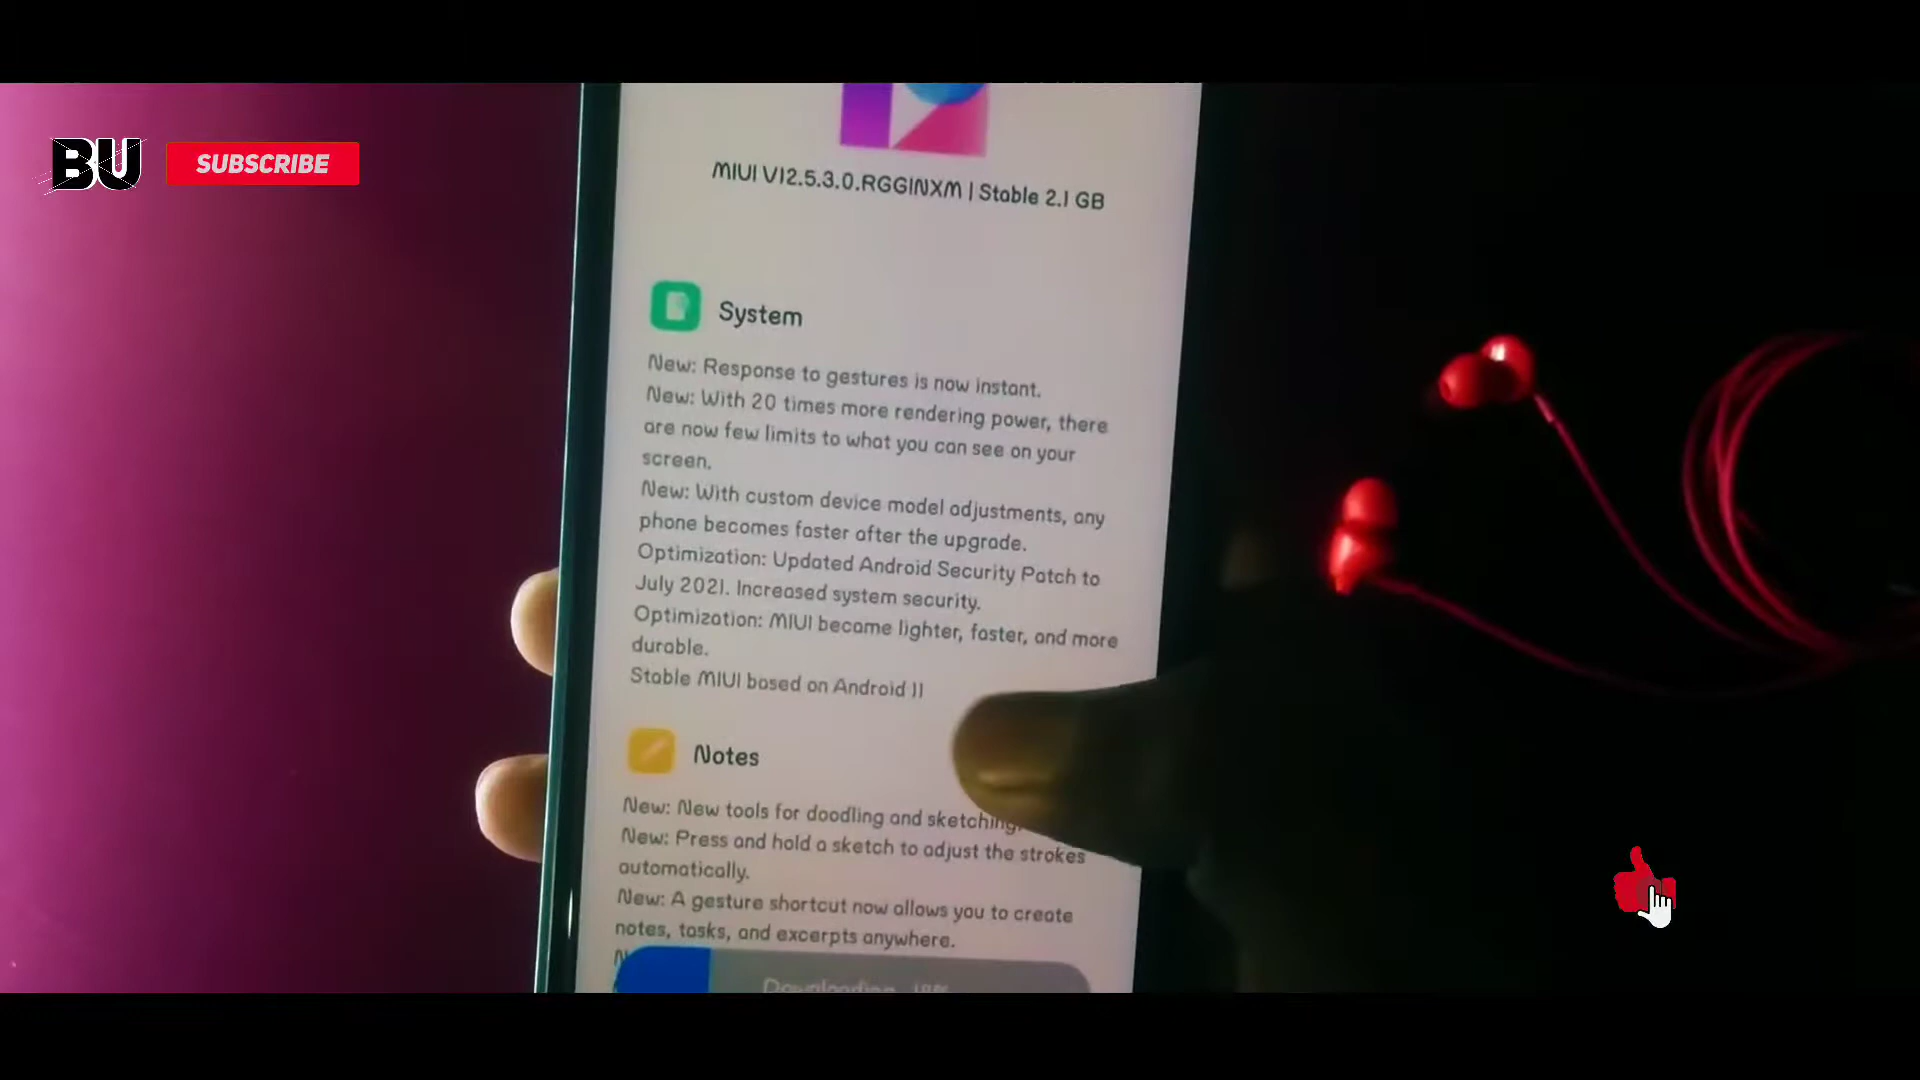 BU
SUBSCRIBE
MIUI V12.5.3.0.RGGINXM | Stable 2.1 GB
System
New: Response to gestures is now instant.
New: With 20 times more rendering power, there
are now few limits to what you can see on your
screen.
New: With custom device model adjustments, any
phone becomes faster after the upgrade.
Optimization: Updated Android Security Patch to
July 2021. Increased system security.
Optimization: MIUI became lighter, faster, and more
durable.
Stable MIUI based on Android 11
Notes
New: New tools for doodling and sketching.
New: Press and hold a sketch to adjust the strokes
automatically.
New: A gesture shortcut now allows you to create
notes, tasks, and excerpts anywhere.
Downloading